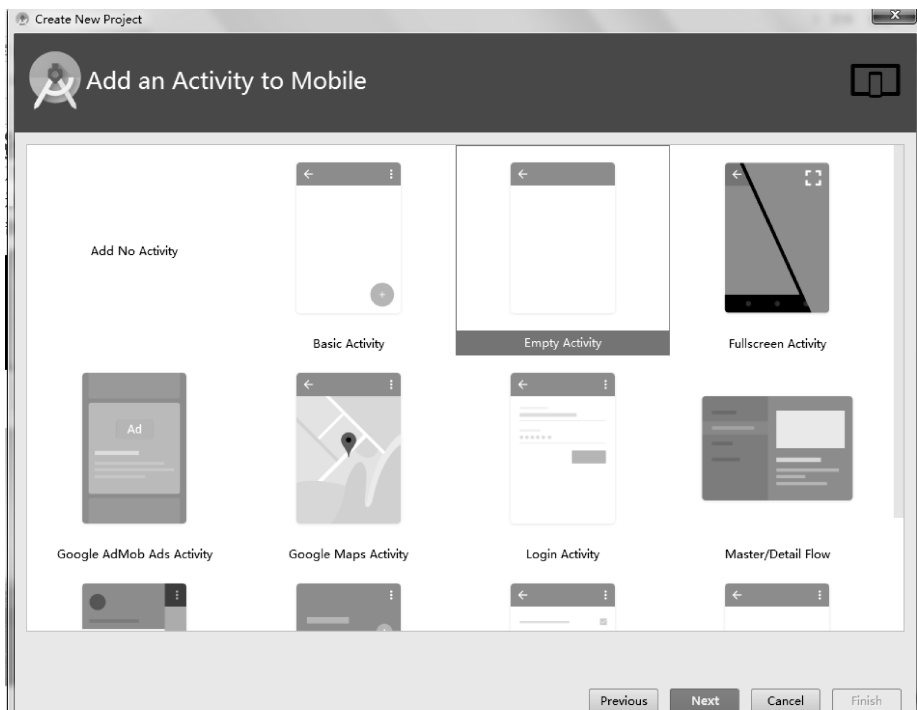 Create New Project
Add an Activity to Mobile
Add No Activity
Basic Activity
Empty Activity
Fullscreen Activity
Ad
Google AdMob Ads Activity
Google Maps Activity
Login Activity
Master/Detail Flow
Previous
Next
Cancel
Finish